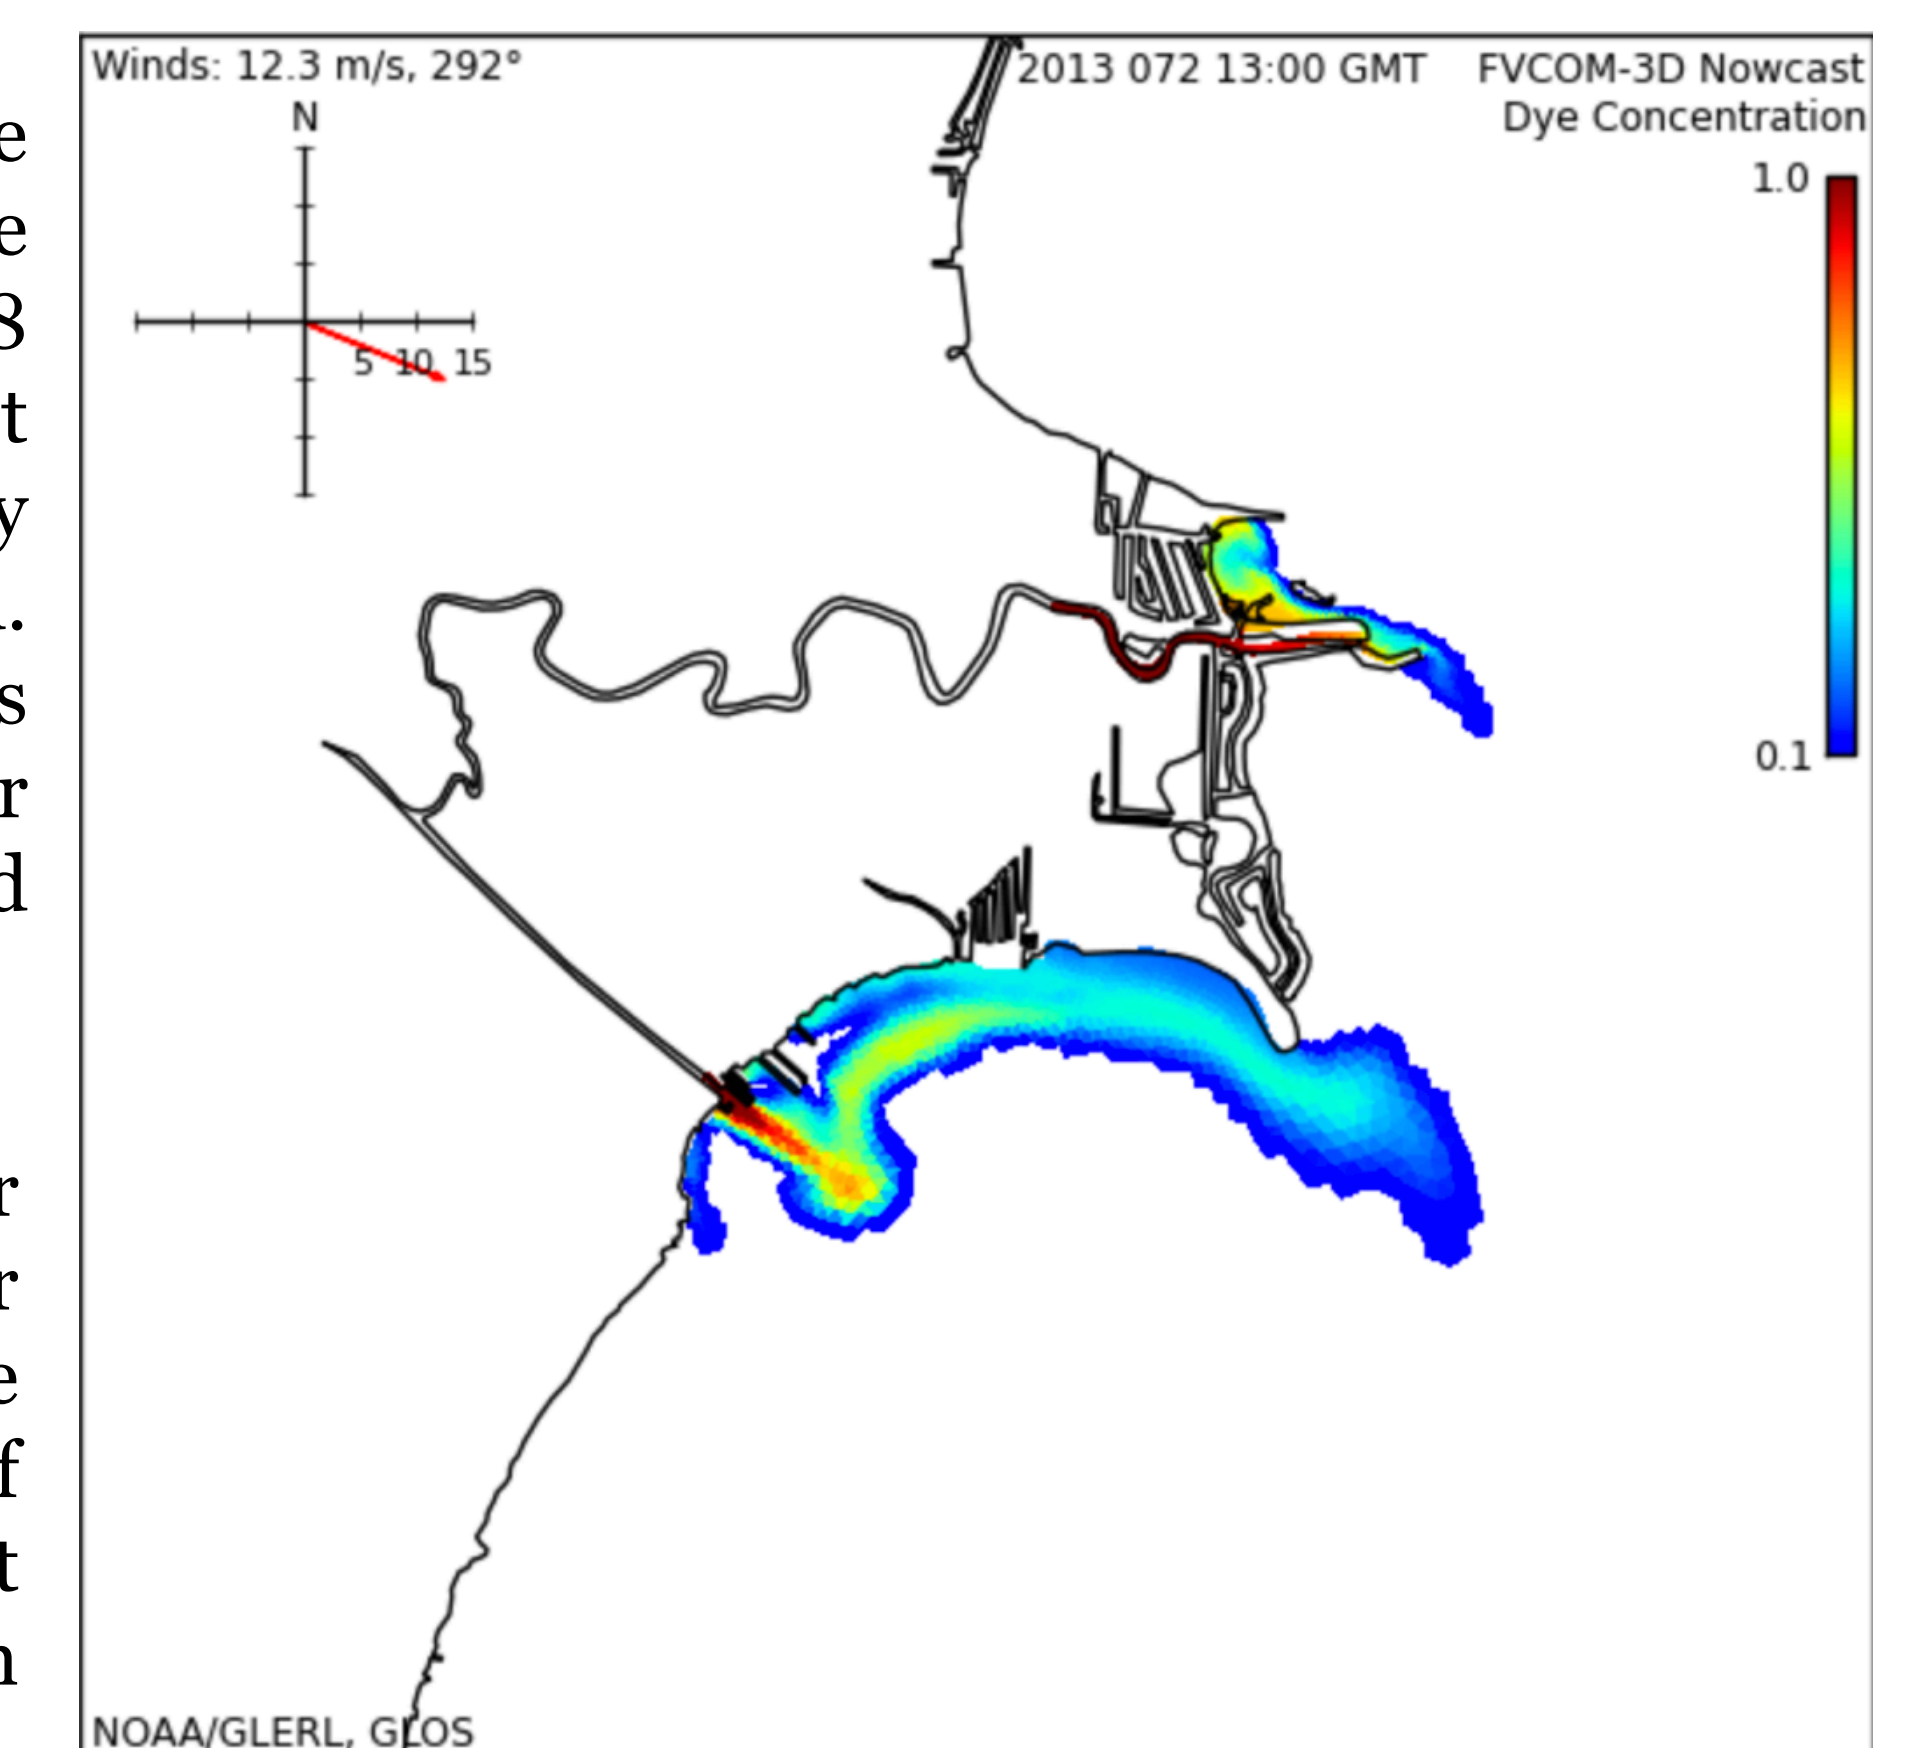 Winds: 12.3 m/s, 292°
2013 072 13:00 GMT
FVCOM-3D Nowcast
Dye Concentration
N
5 10 15
1.0
0.1
NOAA/GLERL, GLOS
e
e
8
t
y
.
s
r
d
r
r
e
f
t
n